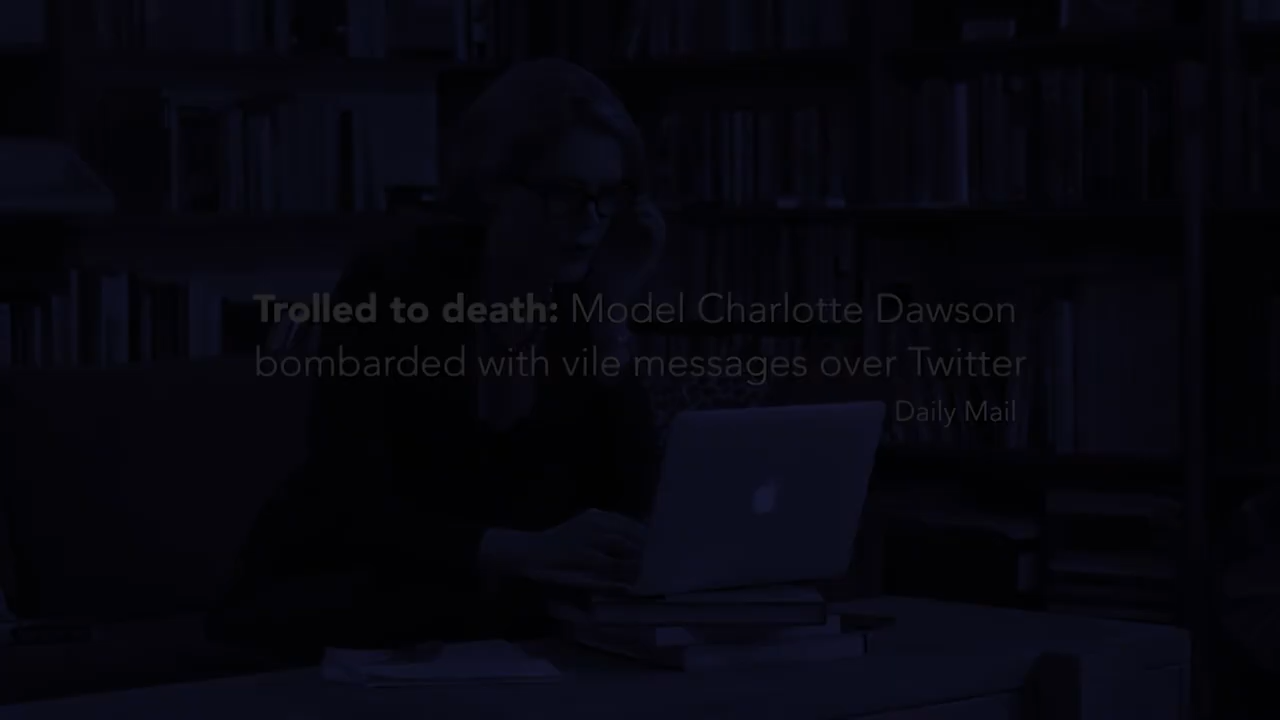 Trolled to death: Model Charlotte Dawson
bombarded with vile messages over Twitter
Daily Mail